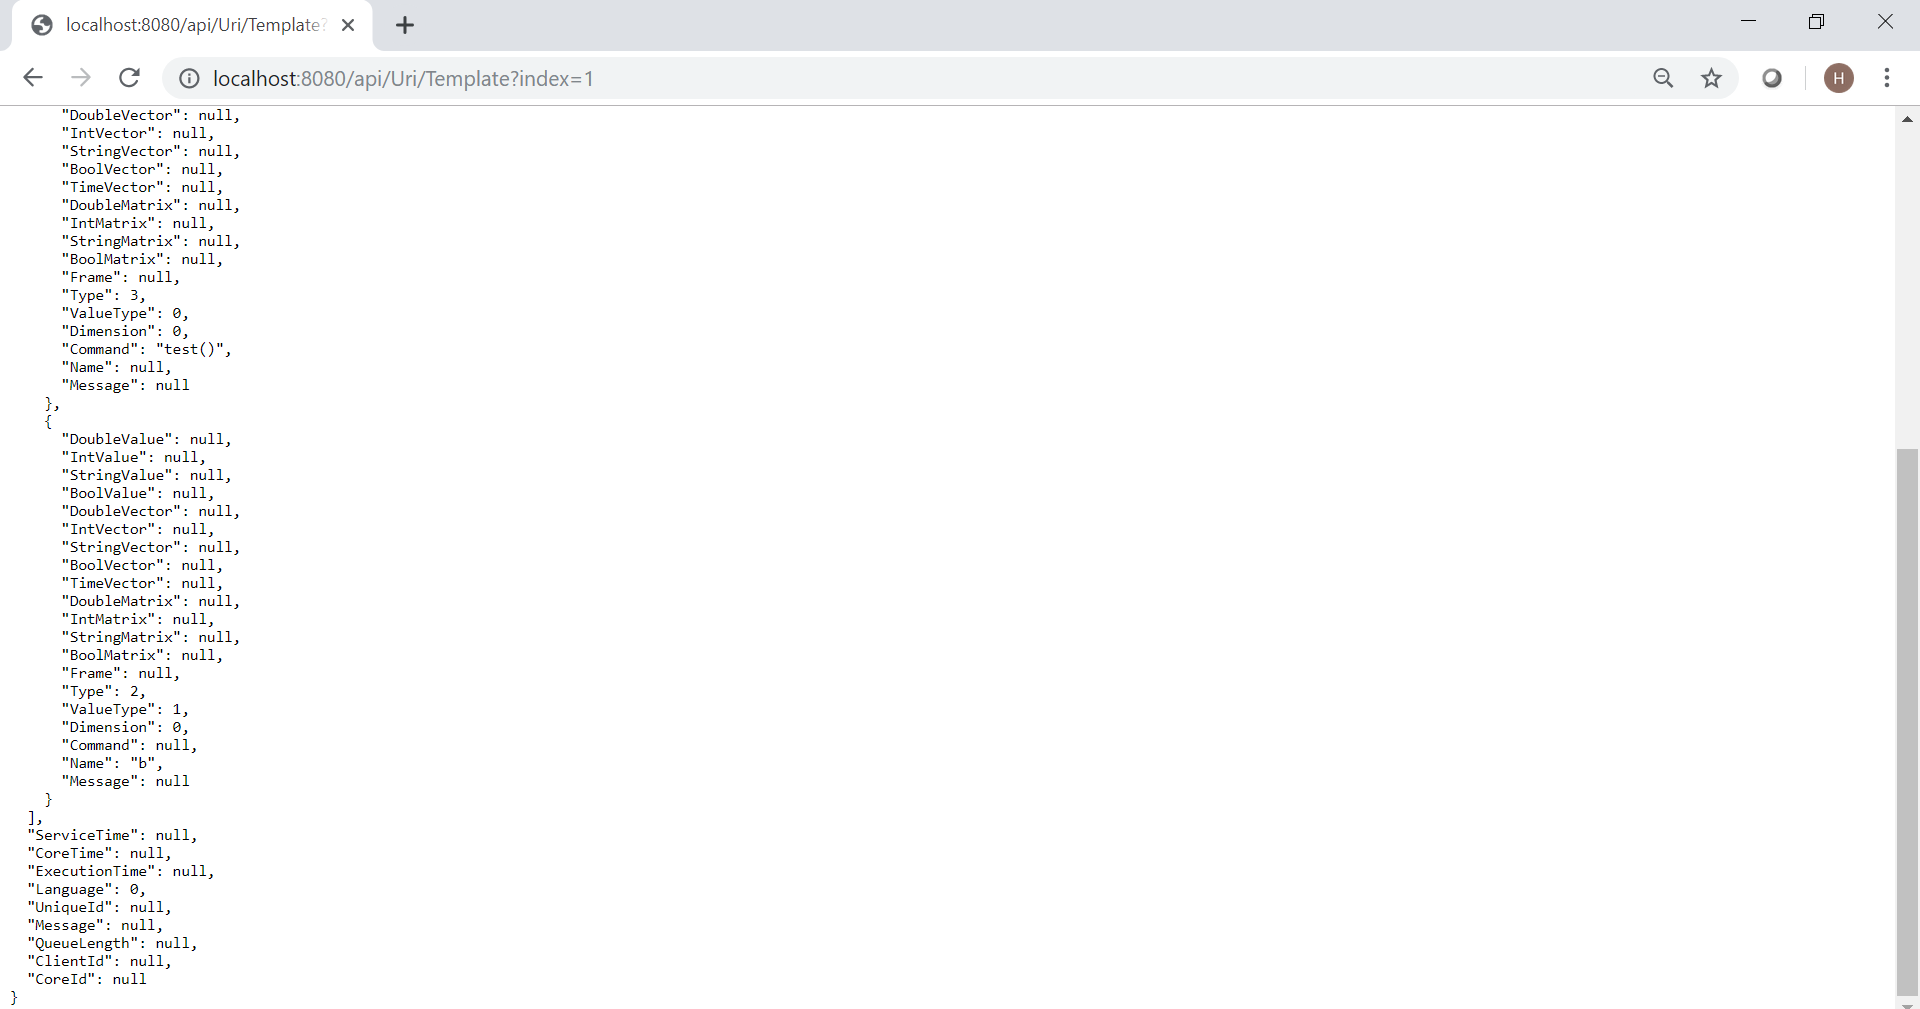 localhost:8080/api/Uri/Template?
localhost:8080/api/Uri/Template?index=1
H
"DoubleVector": null,
"IntVector": null,
"StringVector": null,
"BoolVector": null,
"TimeVector": null,
"DoubleMatrix": null,
"IntMatrix": null,
"StringMatrix": null,
"BoolMatrix": null,
"Frame": null,
"Type": 3,
"ValueType": 0,
"Dimension": 0,
"Command": "test()",
"Name": null,
"Message": null
},
{
"DoubleValue": null,
"IntValue": null,
"StringValue": null,
"BoolValue": null,
"DoubleVector": null,
"IntVector": null,
"StringVector": null,
"BoolVector": null,
"TimeVector": null,
"DoubleMatrix": null,
"IntMatrix": null,
"StringMatrix": null,
"BoolMatrix": null,
"Frame": null,
"Type": 2,
"ValueType": 1,
"Dimension": 0,
"Command": null,
"Name": "b",
"Message": null
}
],
"ServiceTime": null,
"CoreTime": null,
"ExecutionTime": null,
"Language": 0,
"UniqueId": null,
"Message": null,
"QueueLength": null,
"ClientId": null,
"CoreId": null
}